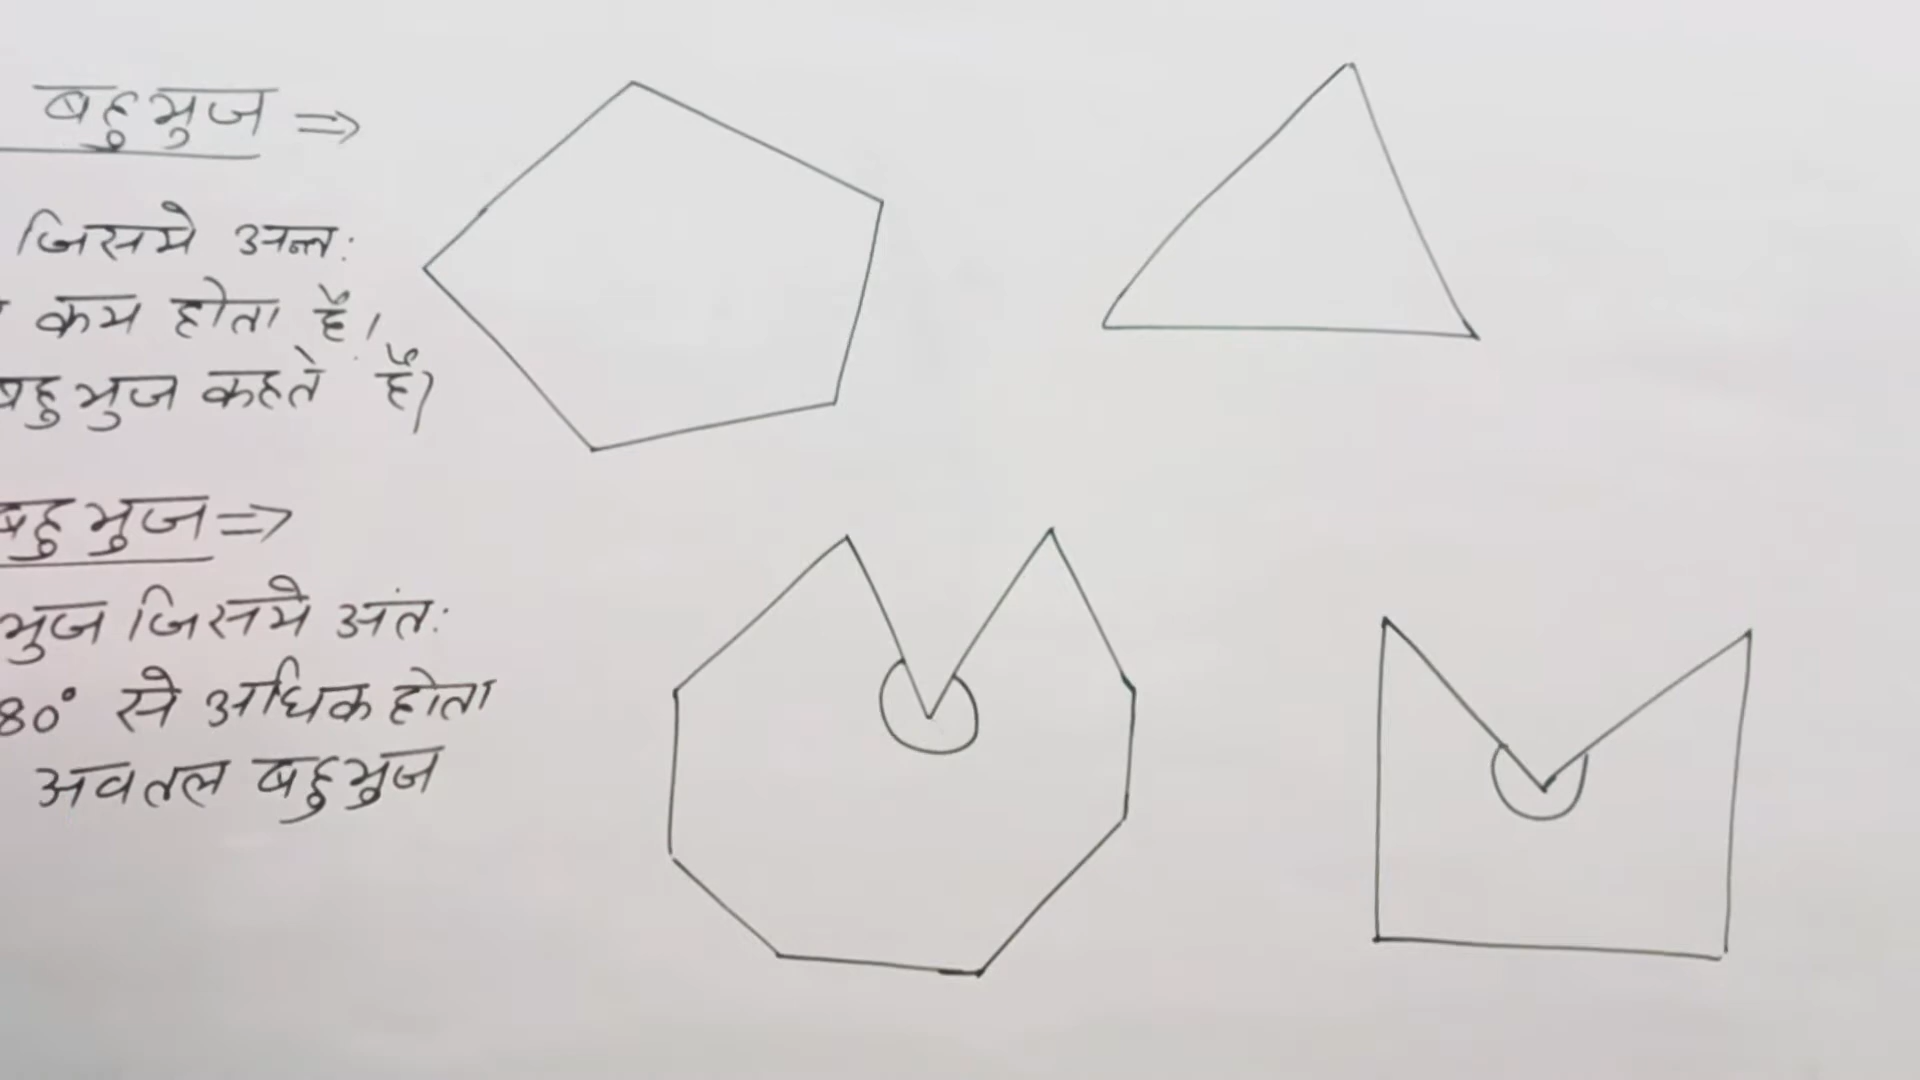 बहुभुज ⇒
जिसमे अन्त:
कम होता है।
बहुभुज कहते है।
बहुभुज ⇒
भुज जिसमे अंत:
80° से अधिक होता
अवतल बहुभुज